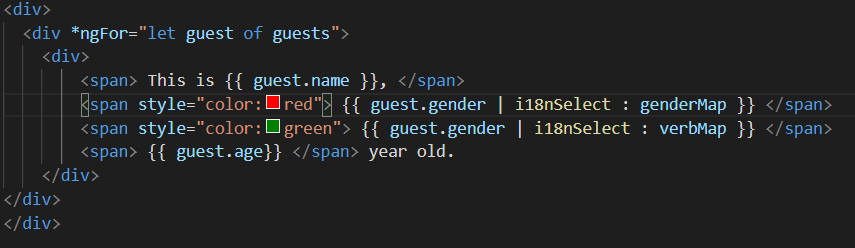 <div>
<div *ngFor="let guest of guests">
<div>
<span> This is {{ guest.name }}, </span>
<span style="color:red"> {{ guest.gender | i18nSelect : genderMap }} </span>
<span style="color:green"> {{ guest.gender | i18nSelect : verbMap }} </span>
<span> {{ guest.age}} </span> year old.
</div>
</div>
</div>